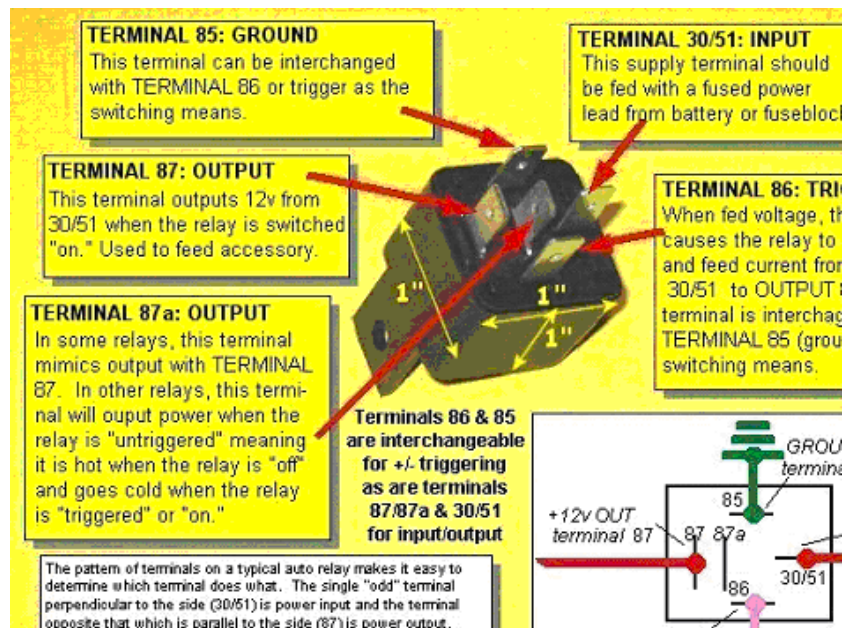 TERMINAL 85: GROUND
This terminal can be interchanged
with TERMINAL 86 or trigger as the
switching means.
TERMINAL 30/51: INPUT
This supply terminal should
be fed with a fused power
lead from battery or fuseblock
TERMINAL 87: OUTPUT
This terminal outputs 12v from
30/51 when the relay is switched
"on." Used to feed accessory.
TERMINAL 86: TRI
When fed voltage, th
causes the relay to
and feed current from
30/51 to OUTPUT 8
terminal is interchag
TERMINAL 85 (grou
switching means.
TERMINAL 87a: OUTPUT
In some relays, this terminal
mimics output with TERMINAL
87. In other relays, this termi-
nal will ouput power when the
relay is "untriggered" meaning
it is hot when the relay is "off"
and goes cold when the relay
is "triggered" or "on."
1"
1"
1"
Terminals 86 & 85
are interchangeable
for +/- triggering
as are terminals
87/87a & 30/51
for input/output
GROU
termina
85
+12v OUT
terminal 87
87 87a
30/51
86
The pattern of terminals on a typical auto relay makes it easy to
determine which terminal does what. The single "odd" terminal
perpendicular to the side (30/51) is power input and the terminal
opposite that which is parallel to the side (87) is power output.